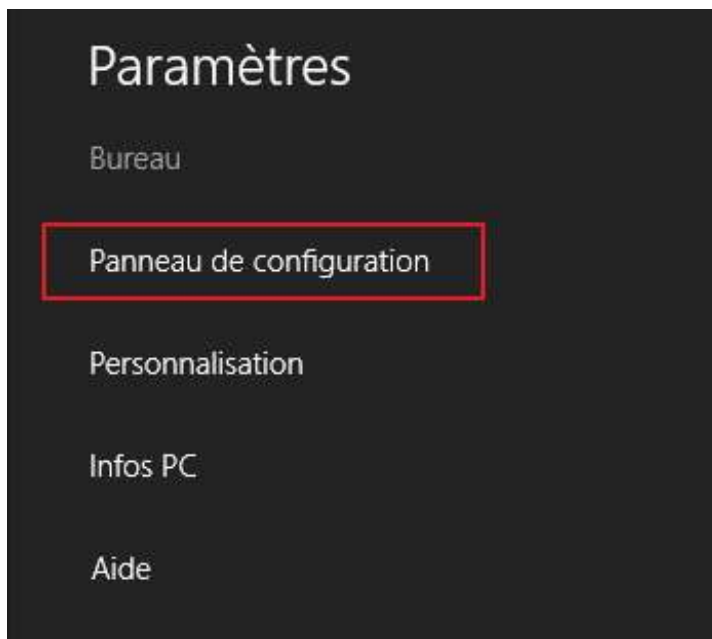 Paramètres
Bureau
Panneau de configuration
Personnalisation
Infos PC
Aide